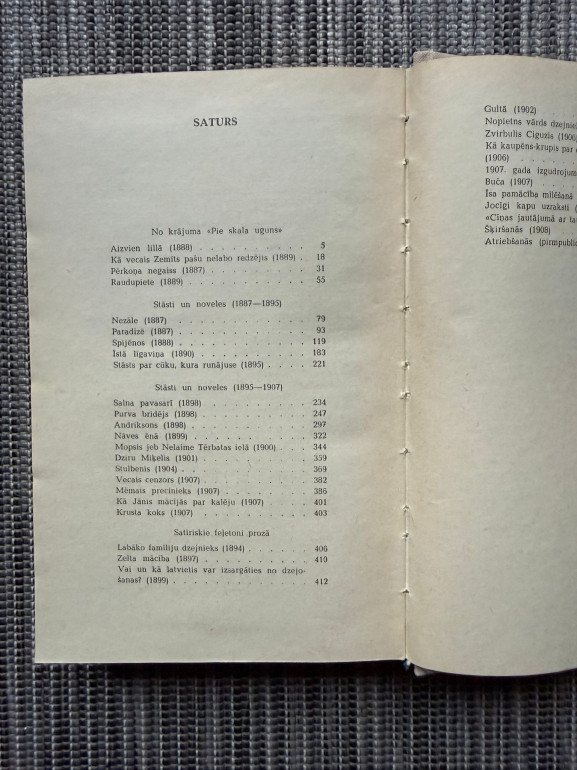 SATURS
No krājuma «Pie skala uguns»
Aizvien lillā (1888) . . . . . . . . . . 5
Kā vecais Zemīts pašu nelabo redzējis (1889) . 18
Pērkoņa negaiss (1887) . . . . . . . . . 31
Raudupiete (1889) . . . . . . . . . . . 55
Stāsti un noveles (1887—1895)
Nezāle (1887) . . . . . . . . . . . . 79
Paradīzē (1887) . . . . . . . . . . . 93
Spijēnos (1888) . . . . . . . . . . . 119
Īstā līgaviņa (1890) . . . . . . . . . . 183
Stāsts par cūku, kura runājuse (1895) . . . . 221
Stāsti un noveles (1895—1907)
Salna pavasarī (1898) . . . . . . . . . 234
Purva bridējs (1898) . . . . . . . . . . 247
Andriksons (1898) . . . . . . . . . . . 297
Nāves ēnā (1899) . . . . . . . . . . . 322
Mopsis jeb Nelaime Tērbatas ielā (1900) . . . 344
Dzīru Miķelis (1901) . . . . . . . . . . 359
Stulbenis (1904) . . . . . . . . . . . 369
Vecais cenzors (1907) . . . . . . . . . 382
Mēmais precinieks (1907) . . . . . . . . 386
Kā Jānis mācījās par kalēju (1907) . . . . . 401
Krusta koks (1907) . . . . . . . . . . 403
Satīriskie feļetoni prozā
Labāko familiju dzejnieks (1894) . . . . . . 406
Zelta mācība (1897) . . . . . . . . . . 410
Vai un kā latvietis var izsargāties no dzejo-
šanas? (1899) . . . . . . . . . . . . 412
Gultā (1902) . . . .
Nopietns vārds
Zvirbulis Ciguzis (1906)
Kā kaupēns-krupis par
(1906) . . . .
1907. gada
Buča (1907) . . . .
Īsa pamācība mīlēšanā
Jocīgi kapu uzraksti
«Cīņas jautājumā ar
Šķiršanās (1908) . . .
Atriebšanās